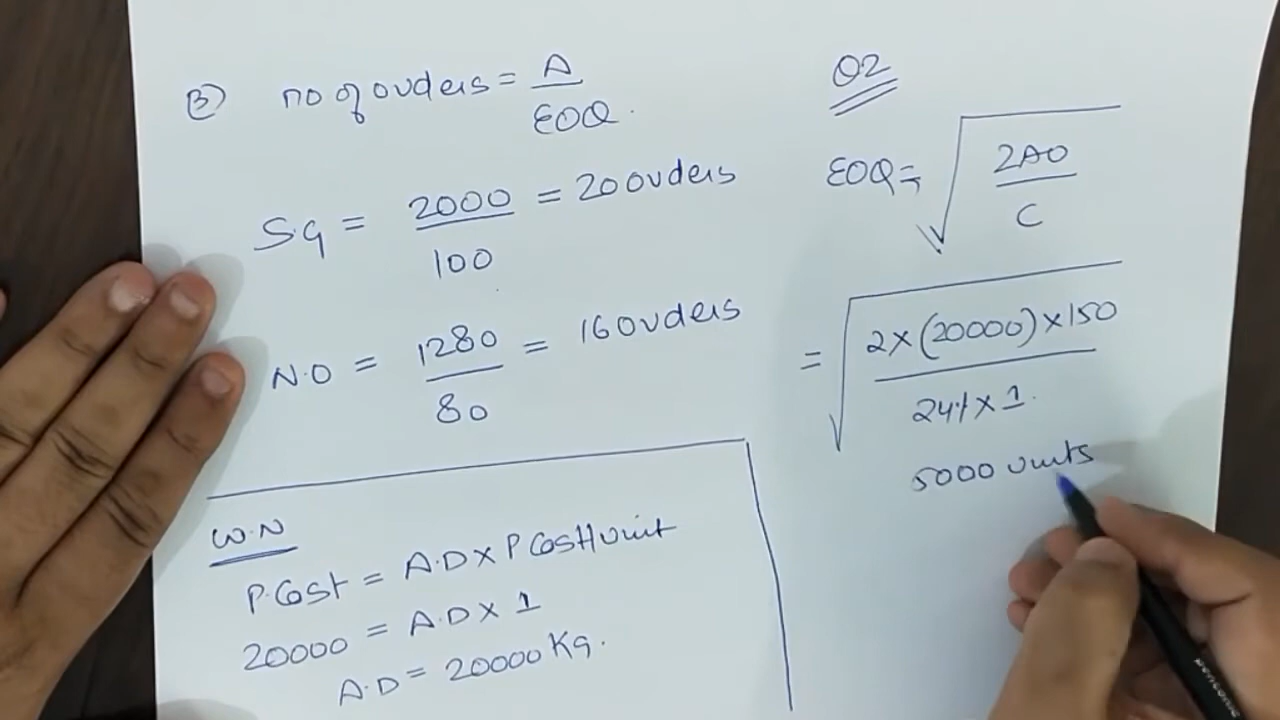 3) no of orders = A / EOQ.
S.g = 2000 / 100 = 20 orders
N.O = 1280 / 80 = 16 orders
W.N
P.Cost = A.D x P Cost/unit
20000 = A.D x 1
A.D = 20000 Kg.
Q2
EOQ = √ 2AO / C
= √ 2 x (20000) x 150 / 24% x 1.
5000 units